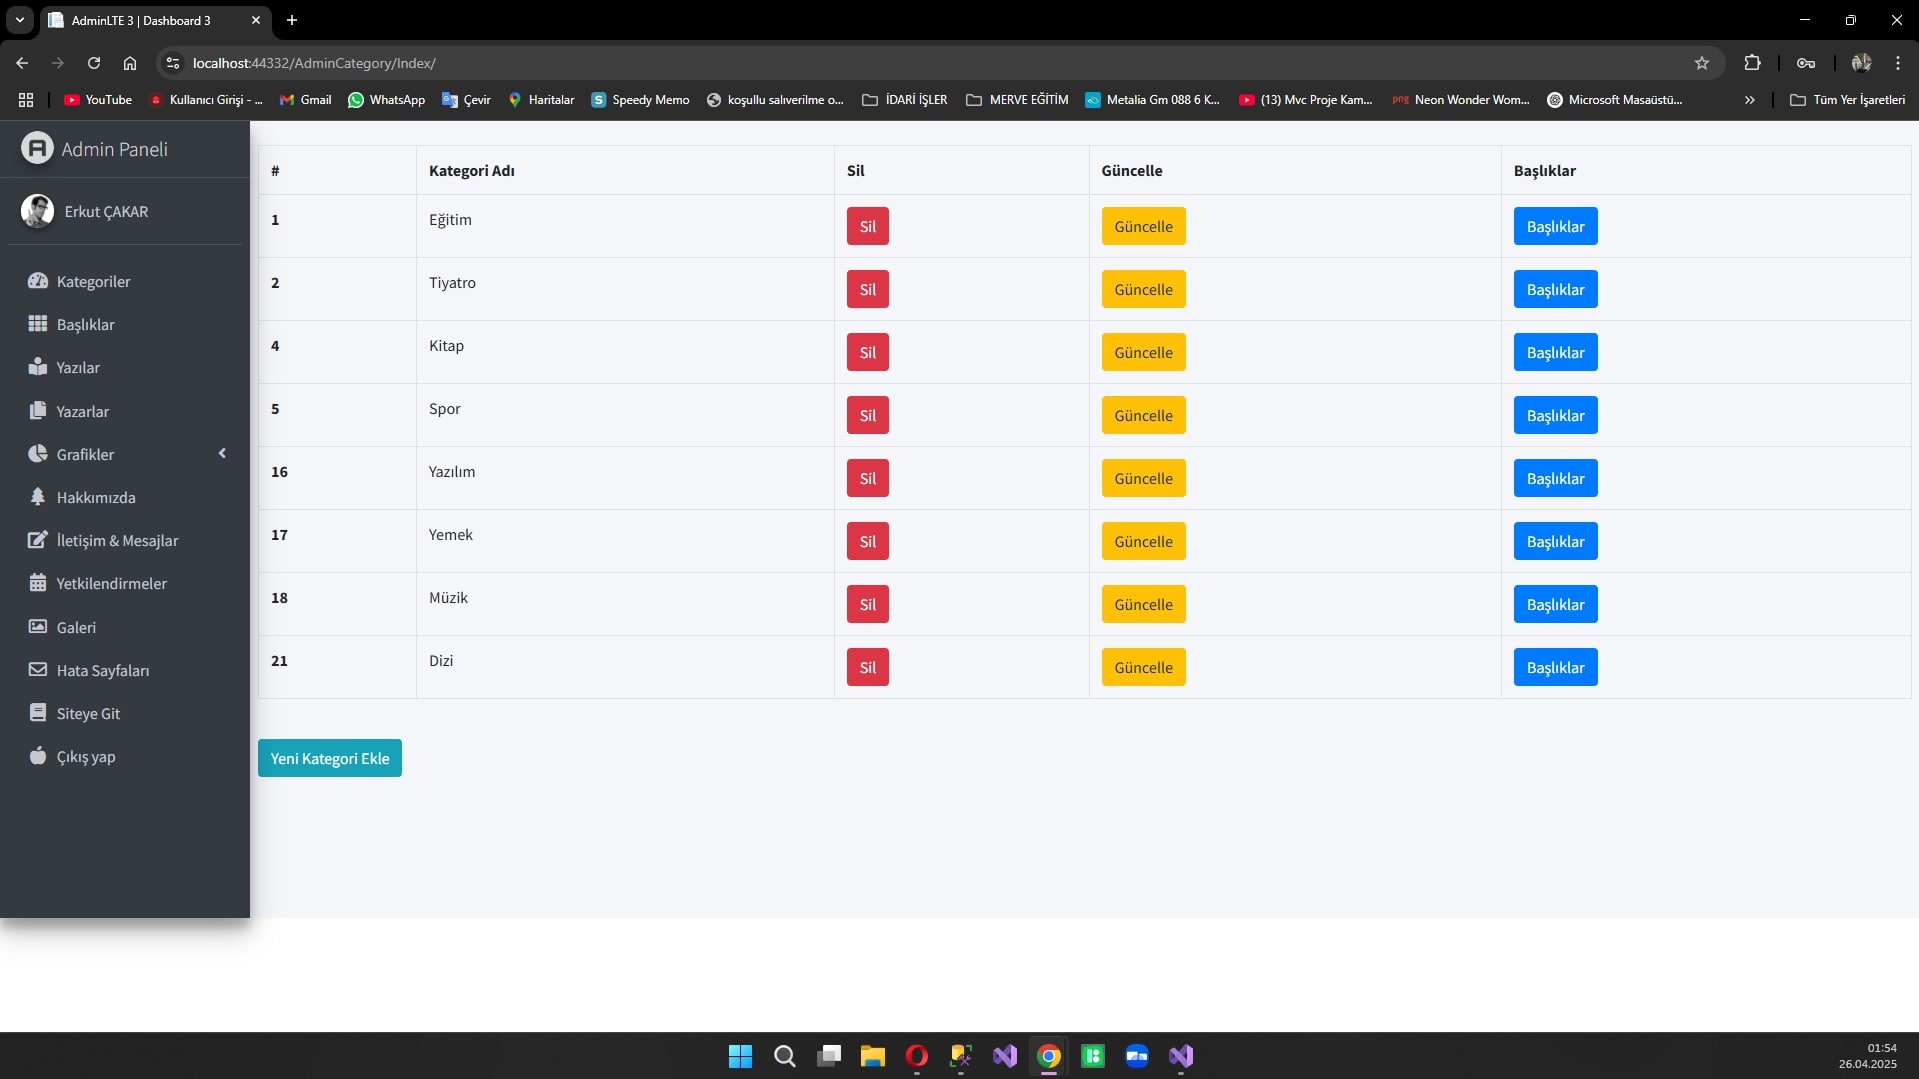 AdminLTE 3 | Dashboard 3
localhost:44332/AdminCategory/Index/
YouTube
Kullanıcı Girişi - ...
Gmail
WhatsApp
Çevir
Haritalar
Speedy Memo
koşullu salıverilme o...
İDARİ İŞLER
MERVE EĞİTİM
Metalia Gm 088 6 K...
(13) Mvc Proje Kam...
png Neon Wonder Wom...
Microsoft Masaüstü...
Tüm Yer İşaretleri
Admin Paneli
Erkut ÇAKAR
Kategoriler
Başlıklar
Yazılar
Yazarlar
Grafikler
Hakkımızda
İletişim & Mesajlar
Yetkilendirmeler
Galeri
Hata Sayfaları
Siteye Git
Çıkış yap
# Kategori Adı Sil Güncelle Başlıklar
1 Eğitim Sil Güncelle Başlıklar
2 Tiyatro Sil Güncelle Başlıklar
4 Kitap Sil Güncelle Başlıklar
5 Spor Sil Güncelle Başlıklar
16 Yazılım Sil Güncelle Başlıklar
17 Yemek Sil Güncelle Başlıklar
18 Müzik Sil Güncelle Başlıklar
21 Dizi Sil Güncelle Başlıklar
Yeni Kategori Ekle
01:54
26.04.2025